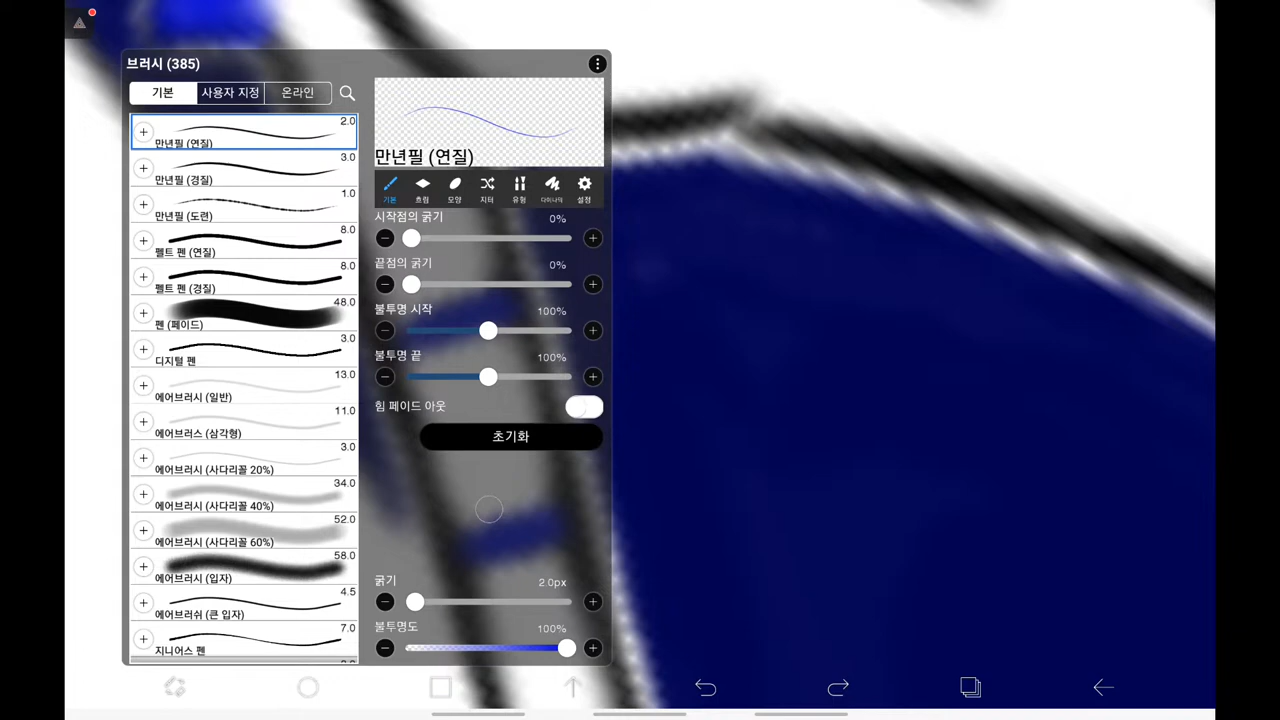 브러시 (385)
기본
사용자 지정
온라인
2.0
만년필 (연질)
3.0
만년필 (경질)
1.0
만년필 (도련)
8.0
펠트 펜 (연질)
8.0
펠트 펜 (경질)
48.0
펜 (페이드)
3.0
디지털 펜
13.0
에어브러시 (일반)
11.0
에어브러스 (삼각형)
3.0
에어브러시 (사다리꼴 20%)
34.0
에어브러시 (사다리꼴 40%)
52.0
에어브러시 (사다리꼴 60%)
58.0
에어브러시 (입자)
4.5
에어브러쉬 (큰 입자)
7.0
지니어스 펜
만년필 (연질)
기본
흐림
모양
지터
유형
다이나믹
설정
시작점의 굵기
0%
끝점의 굵기
0%
불투명 시작
100%
불투명 끝
100%
힘 페이드 아웃
초기화
굵기
2.0px
불투명도
100%